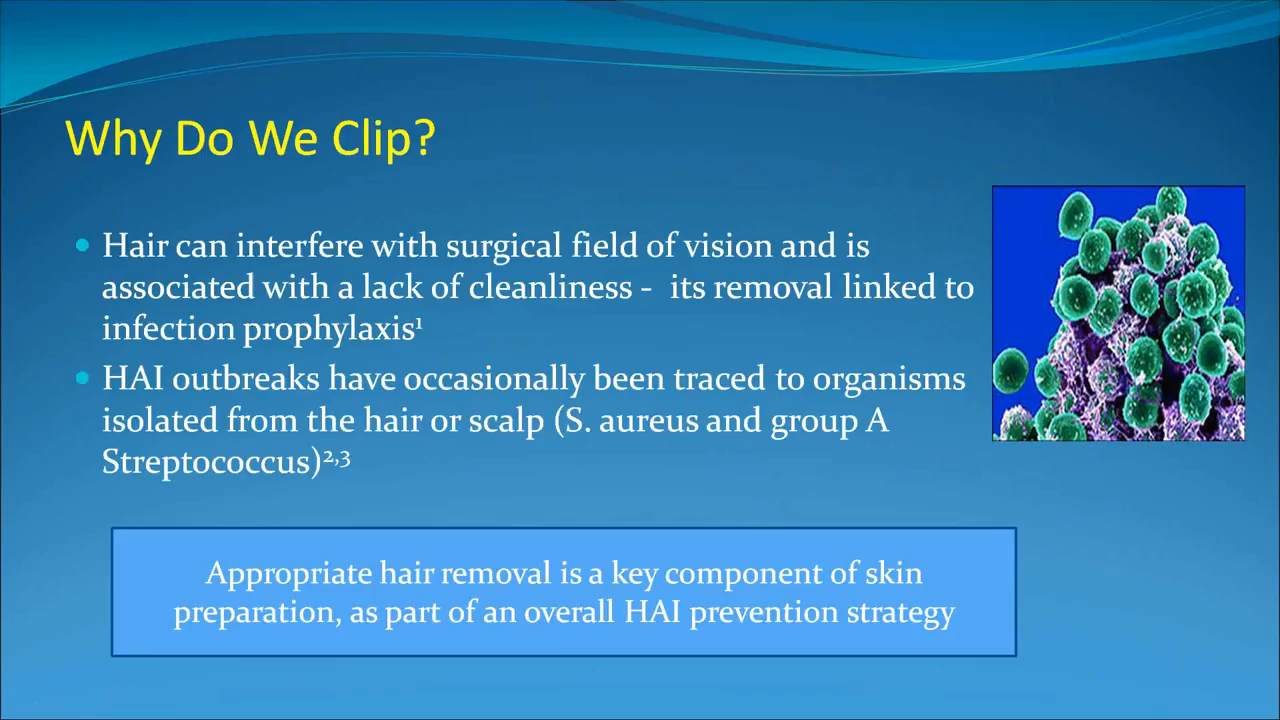 Why Do We Clip?
• Hair can interfere with surgical field of vision and is
associated with a lack of cleanliness -  its removal linked to
infection prophylaxis¹
• HAI outbreaks have occasionally been traced to organisms
isolated from the hair or scalp (S. aureus and group A
Streptococcus)²,³
Appropriate hair removal is a key component of skin
preparation, as part of an overall HAI prevention strategy